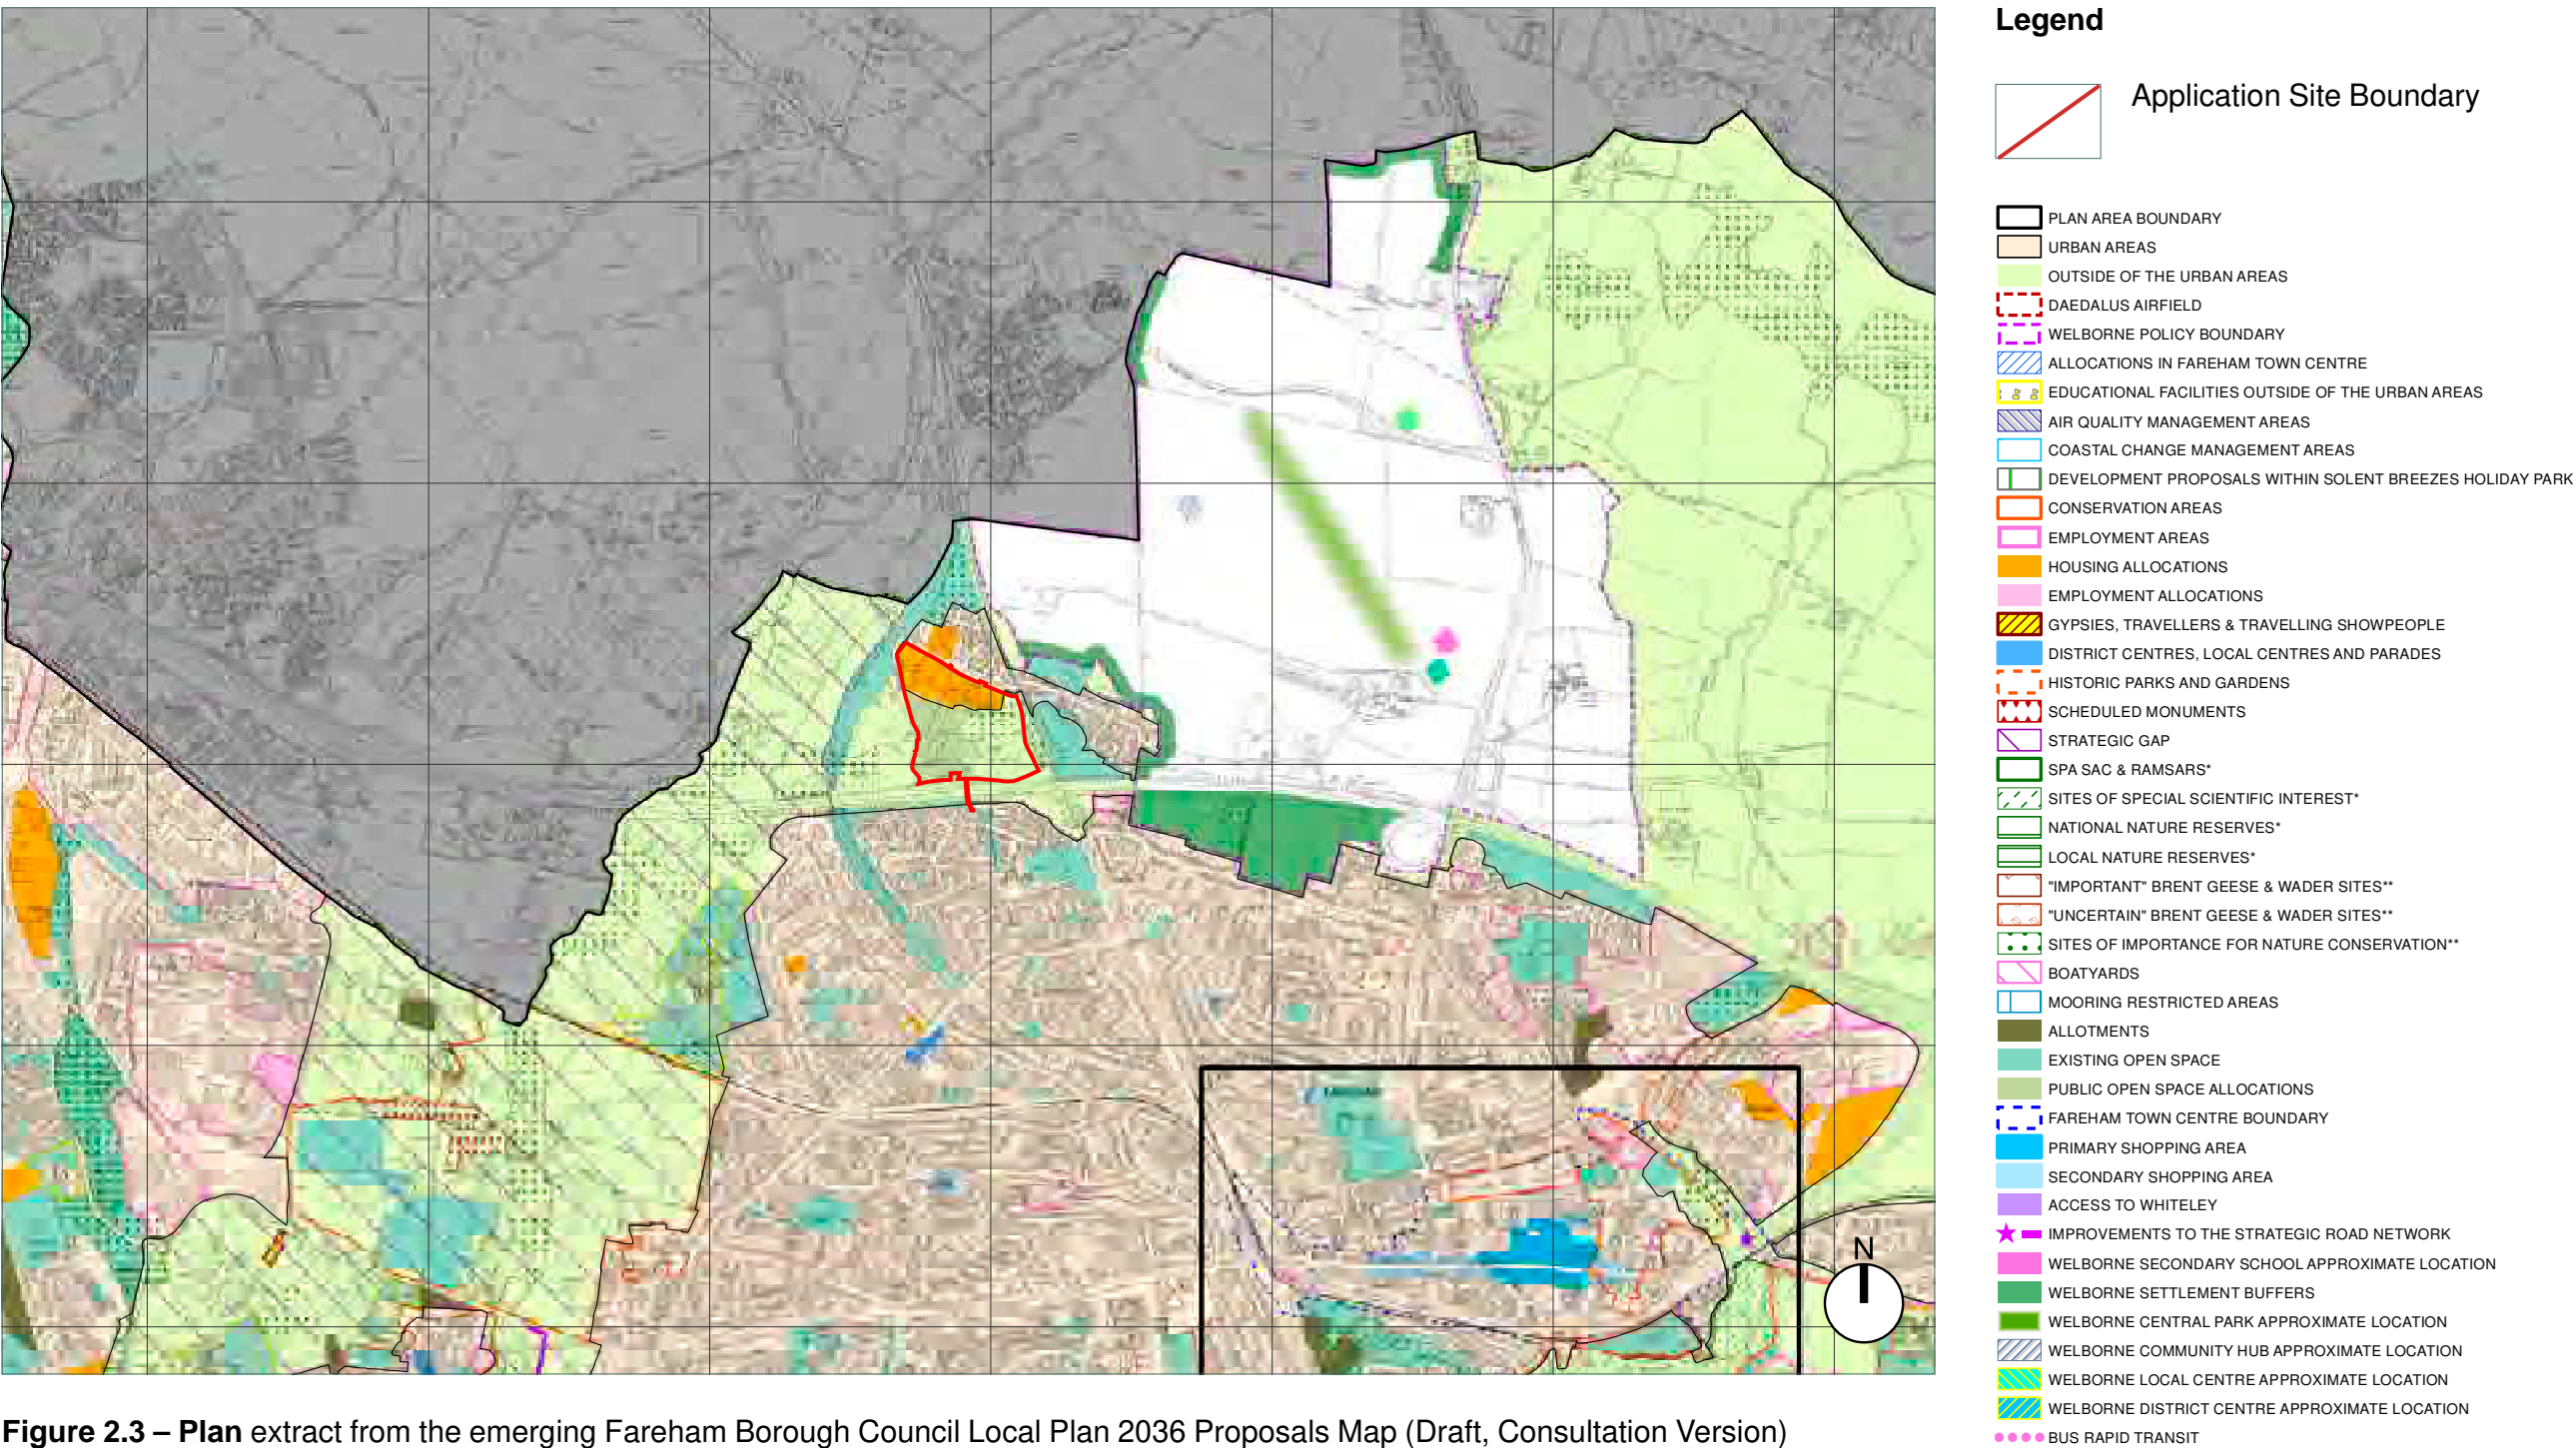 Legend
Application Site Boundary
PLAN AREA BOUNDARY
URBAN AREAS
OUTSIDE OF THE URBAN AREAS
DAEDALUS AIRFIELD
WELBORNE POLICY BOUNDARY
ALLOCATIONS IN FAREHAM TOWN CENTRE
EDUCATIONAL FACILITIES OUTSIDE OF THE URBAN AREAS
AIR QUALITY MANAGEMENT AREAS
COASTAL CHANGE MANAGEMENT AREAS
DEVELOPMENT PROPOSALS WITHIN SOLENT BREEZES HOLIDAY PARK
CONSERVATION AREAS
EMPLOYMENT AREAS
HOUSING ALLOCATIONS
EMPLOYMENT ALLOCATIONS
GYPSIES, TRAVELLERS & TRAVELLING SHOWPEOPLE
DISTRICT CENTRES, LOCAL CENTRES AND PARADES
HISTORIC PARKS AND GARDENS
SCHEDULED MONUMENTS
STRATEGIC GAP
SPA SAC & RAMSARS*
SITES OF SPECIAL SCIENTIFIC INTEREST*
NATIONAL NATURE RESERVES*
LOCAL NATURE RESERVES*
"IMPORTANT" BRENT GEESE & WADER SITES**
"UNCERTAIN" BRENT GEESE & WADER SITES**
SITES OF IMPORTANCE FOR NATURE CONSERVATION**
BOATYARDS
MOORING RESTRICTED AREAS
ALLOTMENTS
EXISTING OPEN SPACE
PUBLIC OPEN SPACE ALLOCATIONS
FAREHAM TOWN CENTRE BOUNDARY
PRIMARY SHOPPING AREA
SECONDARY SHOPPING AREA
ACCESS TO WHITELEY
IMPROVEMENTS TO THE STRATEGIC ROAD NETWORK
WELBORNE SECONDARY SCHOOL APPROXIMATE LOCATION
WELBORNE SETTLEMENT BUFFERS
WELBORNE CENTRAL PARK APPROXIMATE LOCATION
WELBORNE COMMUNITY HUB APPROXIMATE LOCATION
WELBORNE LOCAL CENTRE APPROXIMATE LOCATION
WELBORNE DISTRICT CENTRE APPROXIMATE LOCATION
BUS RAPID TRANSIT
N
Figure 2.3 – Plan extract from the emerging Fareham Borough Council Local Plan 2036 Proposals Map (Draft, Consultation Version)